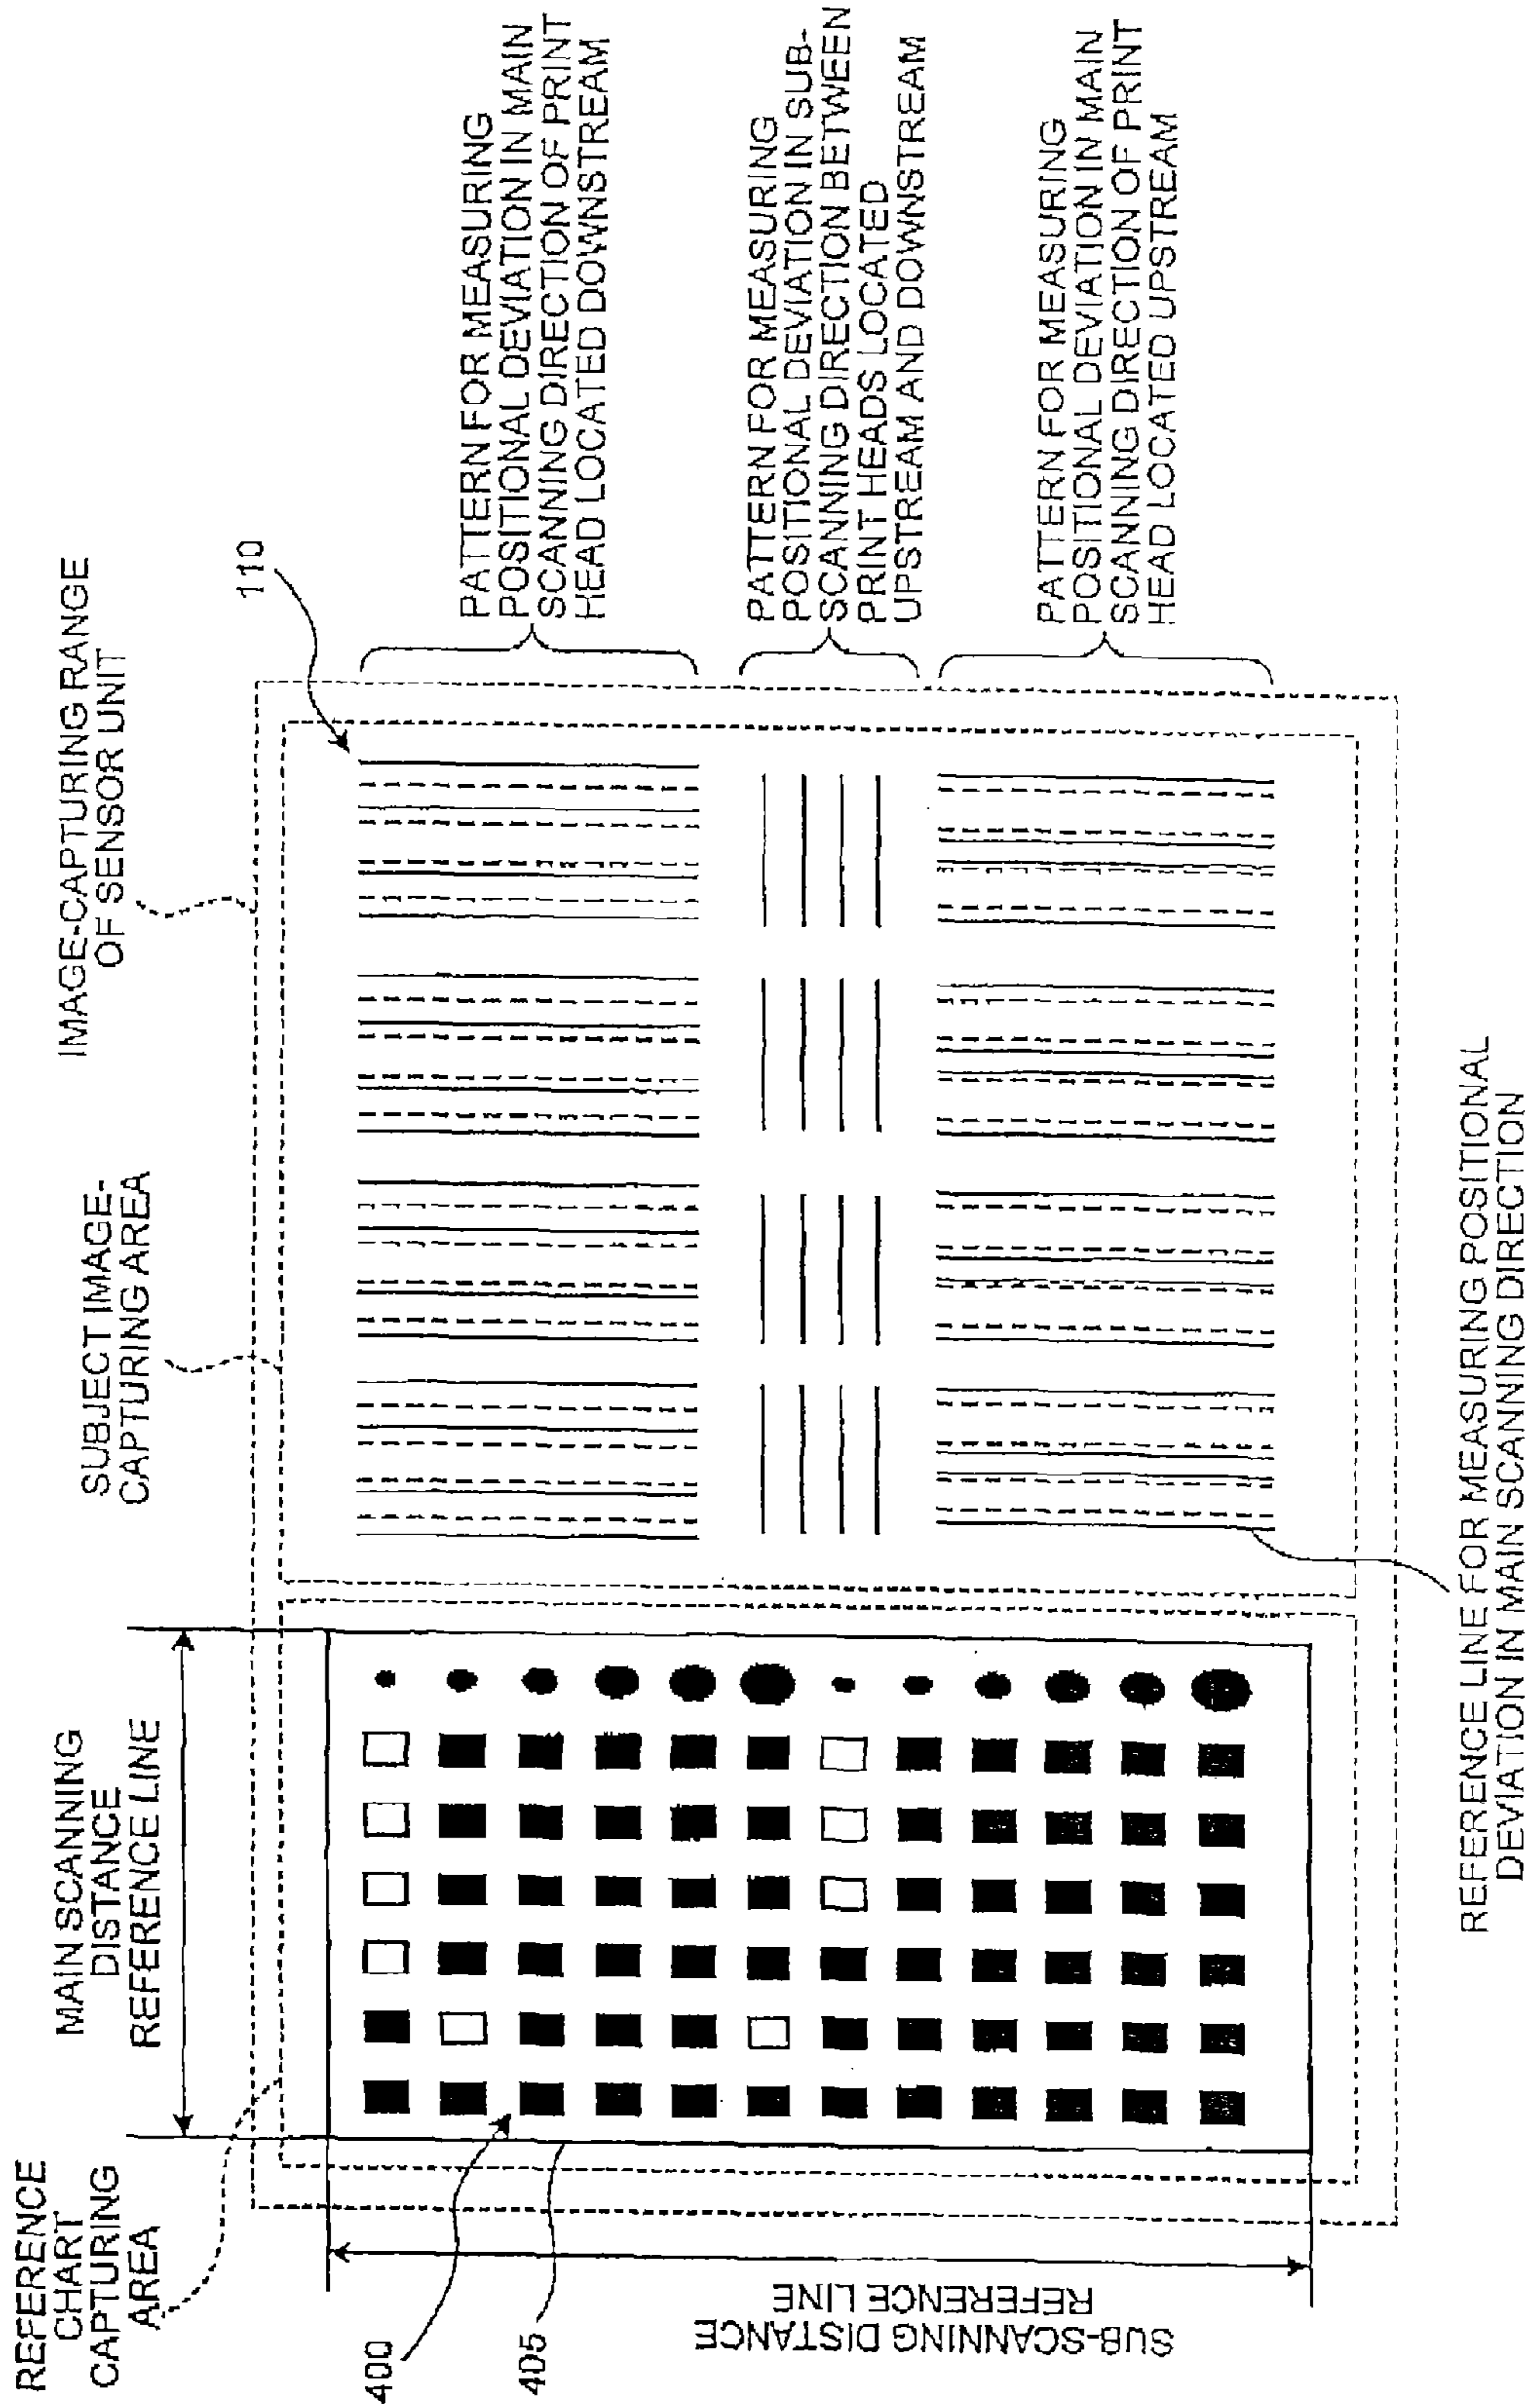 REFERENCE
CHART
CAPTURING
AREA
MAIN SCANNING
DISTANCE
REFERENCE LINE
SUBJECT IMAGE-
CAPTURING AREA
IMAGE-CAPTURING RANGE
OF SENSOR UNIT
110
PATTERN FOR MEASURING
POSITIONAL DEVIATION IN MAIN
SCANNING DIRECTION OF PRINT
HEAD LOCATED DOWNSTREAM
PATTERN FOR MEASURING
POSITIONAL DEVIATION IN SUB-
SCANNING DIRECTION BETWEEN
PRINT HEADS LOCATED
UPSTREAM AND DOWNSTREAM
PATTERN FOR MEASURING
POSITIONAL DEVIATION IN MAIN
SCANNING DIRECTION OF PRINT
HEAD LOCATED UPSTREAM
400
405
SUB-SCANNING DISTANCE
REFERENCE LINE
REFERENCE LINE FOR MEASURING POSITIONAL
DEVIATION IN MAIN SCANNING DIRECTION